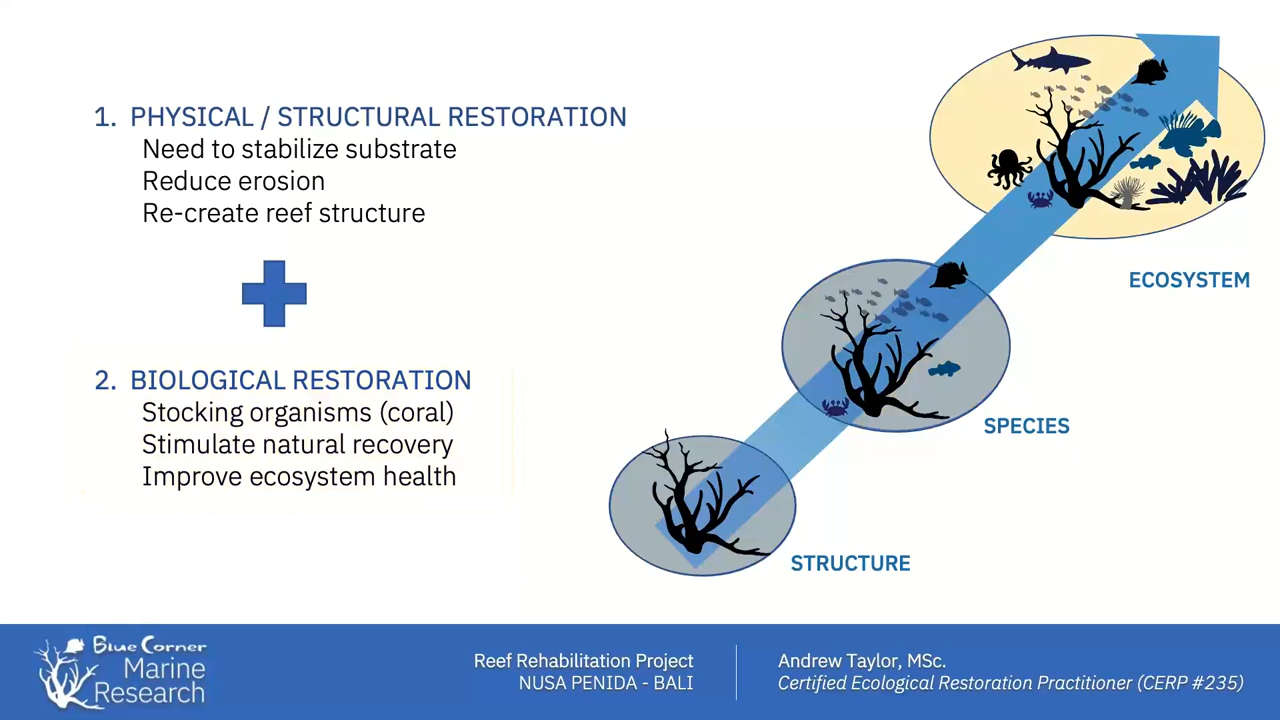 1. PHYSICAL / STRUCTURAL RESTORATION
Need to stabilize substrate
Reduce erosion
Re-create reef structure
2. BIOLOGICAL RESTORATION
Stocking organisms (coral)
Stimulate natural recovery
Improve ecosystem health
ECOSYSTEM
SPECIES
STRUCTURE
Blue Corner
Marine
Research
Reef Rehabilitation Project
NUSA PENIDA - BALI
Andrew Taylor, MSc.
Certified Ecological Restoration Practitioner (CERP #235)